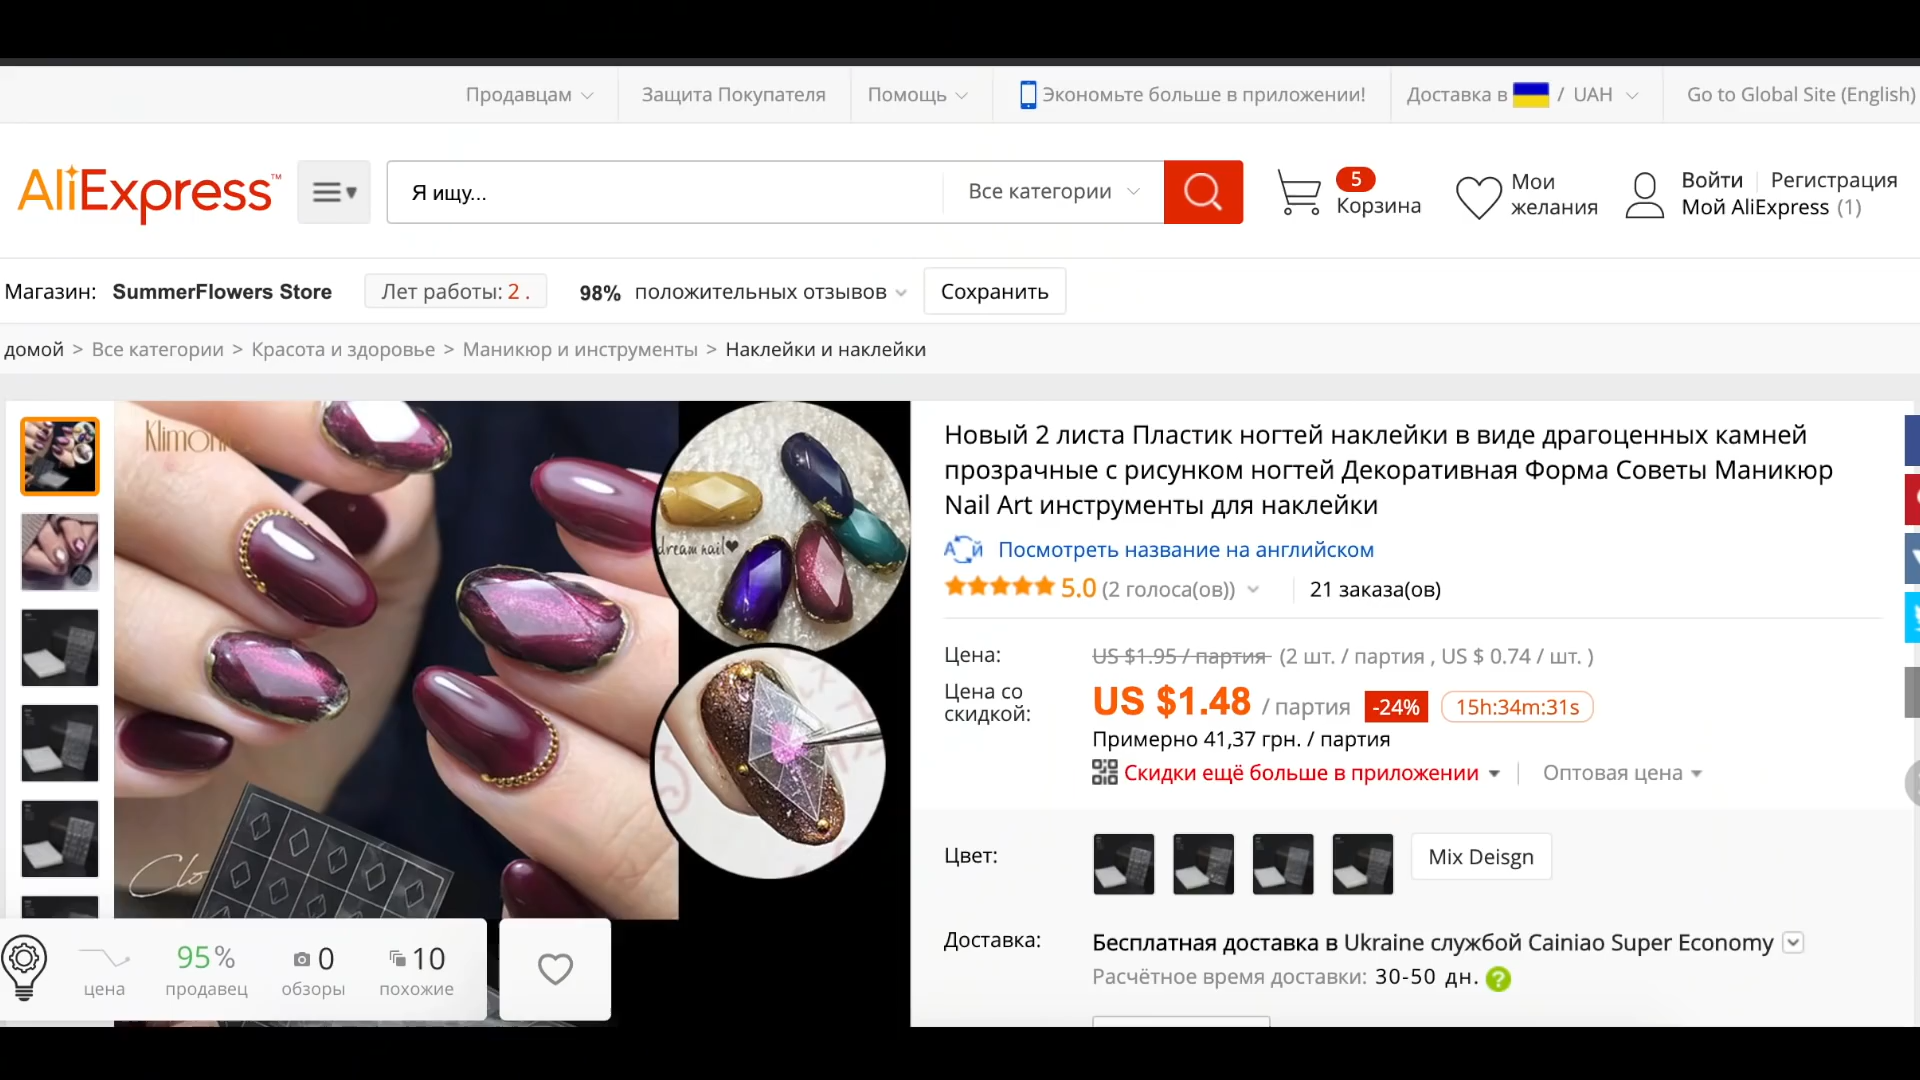 Продавцам
Защита Покупателя
Помощь
Экономьте больше в приложении!
Доставка в / UAH
Go to Global Site (English)
AliExpress™
Я ищу...
Все категории
5
Корзина
Мои
желания
Войти
Регистрация
Мой AliExpress (1)
Магазин: SummerFlowers Store
Лет работы: 2 .
98% положительных отзывов
Сохранить
домой > Все категории > Красота и здоровье > Маникюр и инструменты > Наклейки и наклейки
dream nail
Новый 2 листа Пластик ногтей наклейки в виде драгоценных камней
прозрачные с рисунком ногтей Декоративная Форма Советы Маникюр
Nail Art инструменты для наклейки
Посмотреть название на английском
5.0 (2 голоса(ов))
21 заказа(ов)
Цена:
US $1.95 / партия (2 шт. / партия , US $ 0.74 / шт. )
Цена со
скидкой:
US $1.48 / партия
-24%
15h:34m:31s
Примерно 41,37 грн. / партия
Скидки ещё больше в приложении
Оптовая цена
Цвет:
Mix Deisgn
Доставка:
Бесплатная доставка в Ukraine службой Cainiao Super Economy
Расчётное время доставки: 30-50 дн. ?
цена
95%
продавец
0
обзоры
10
похожие